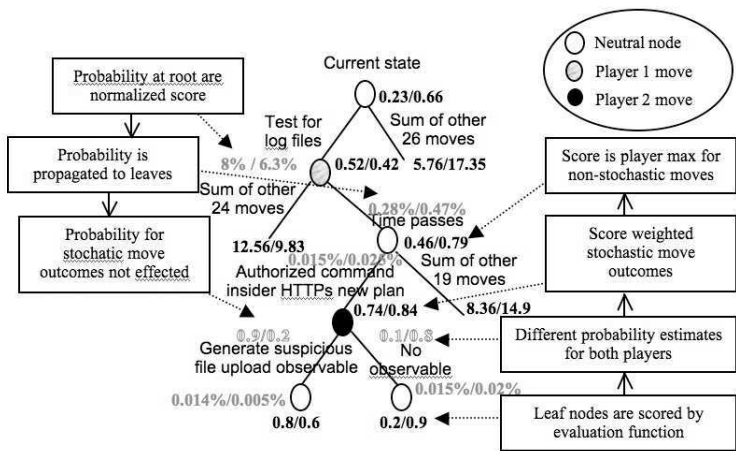 Current state
0.23/0.66
Neutral node
Player 1 move
Player 2 move
Probability at root are
normalized score
Test for
log files
Sum of other
26 moves
8% / 6.3%
0.52/0.42
5.76/17.35
Probability is
propagated to leaves
Score is player max for
non-stochastic moves
Sum of other
24 moves
0.28%/0.47%
Time passes
12.56/9.83
0.46/0.79
Probability for
stochatic move
outcomes not effected
0.015%/0.026%
Authorized command
insider HTTPs new plan
Sum of other
19 moves
Score weighted
stochastic move
outcomes
0.74/0.84
8.36/14.9
0.9/0.2
0.1/0.8
Different probability estimates
for both players
Generate suspicious
file upload observable
No
observable
0.014%/0.005%
0.015%/0.02%
0.8/0.6
0.2/0.9
Leaf nodes are scored by
evaluation function